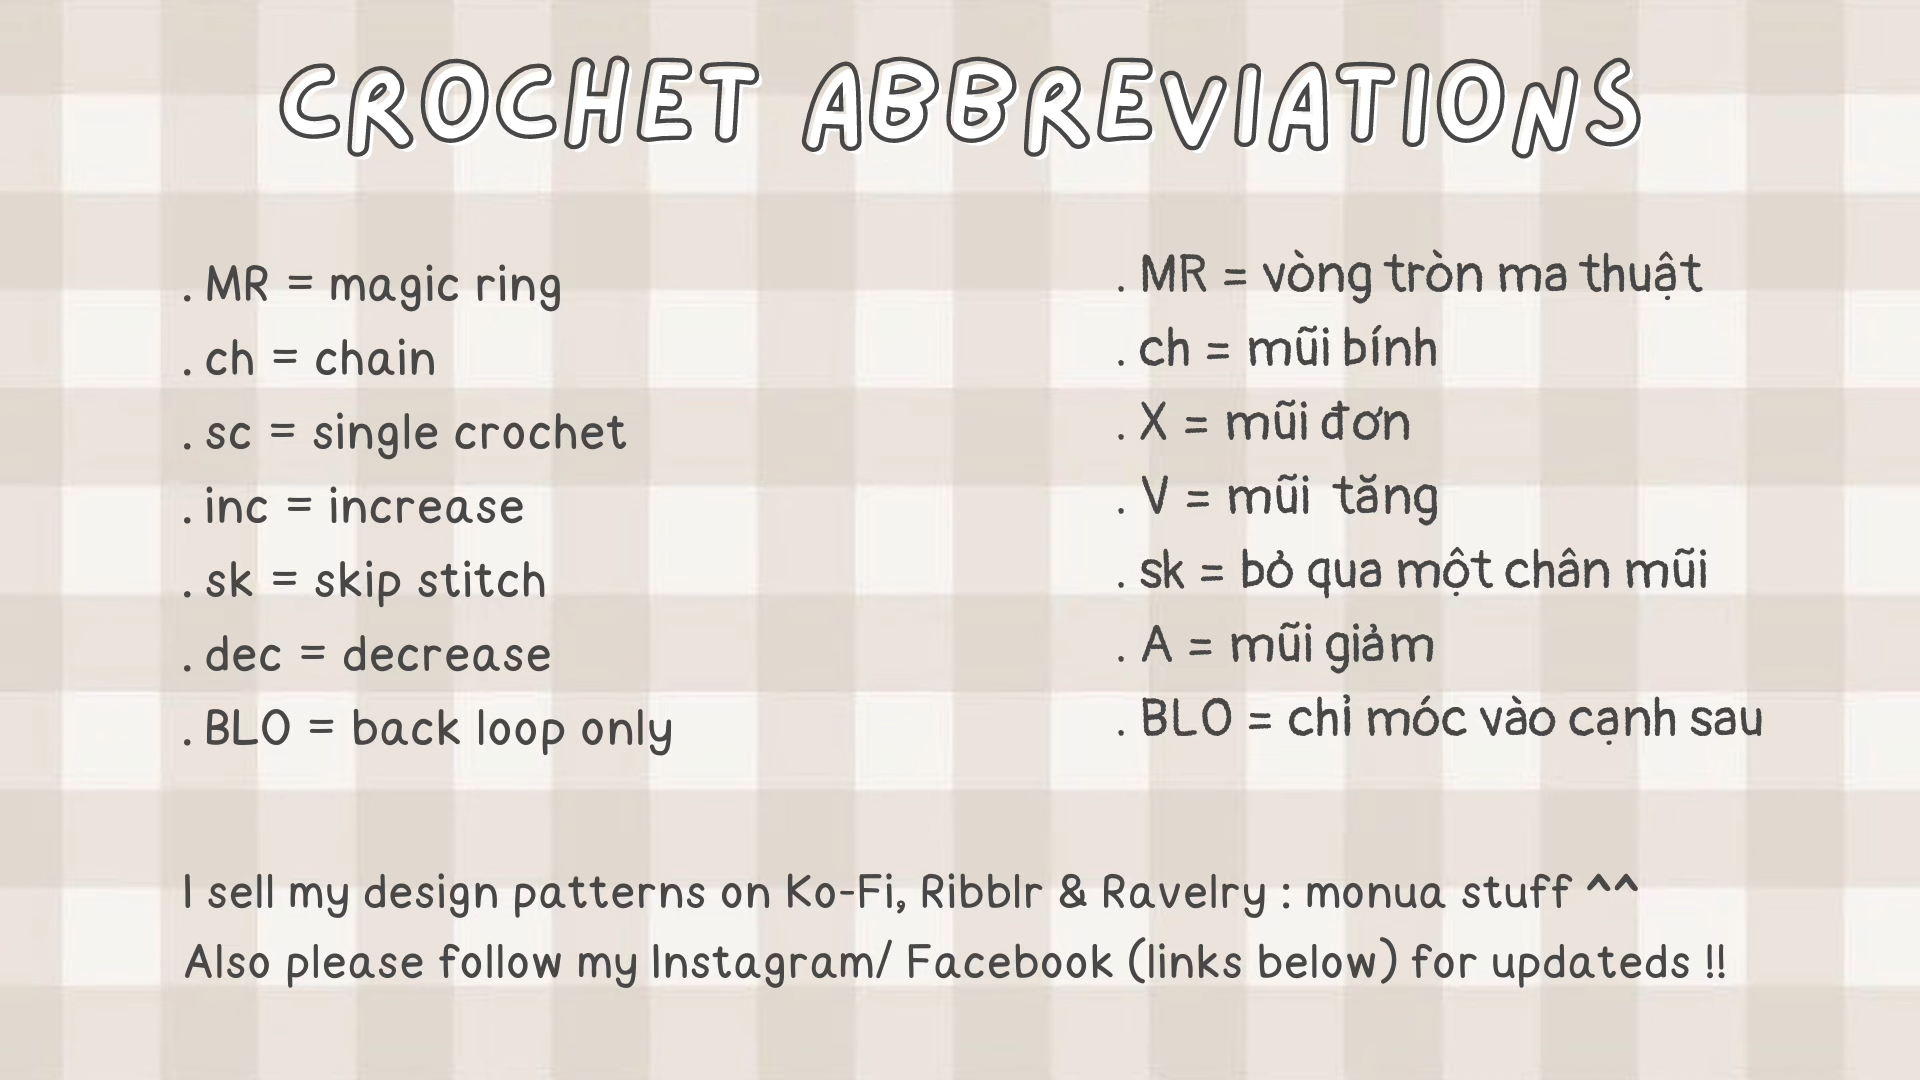 CROCHET ABBREVIATIONS
. MR = magic ring
. ch = chain
. sc = single crochet
. inc = increase
. sk = skip stitch
. dec = decrease
. BLO = back loop only
. MR = vòng tròn ma thuật
. ch = mũi bính
. X = mũi đơn
. V = mũi tăng
. sk = bỏ qua một chân mũi
. A = mũi giảm
. BLO = chỉ móc vào cạnh sau
I sell my design patterns on Ko-Fi, Ribblr & Ravelry : monua stuff ^^
Also please follow my Instagram/ Facebook (links below) for updateds !!